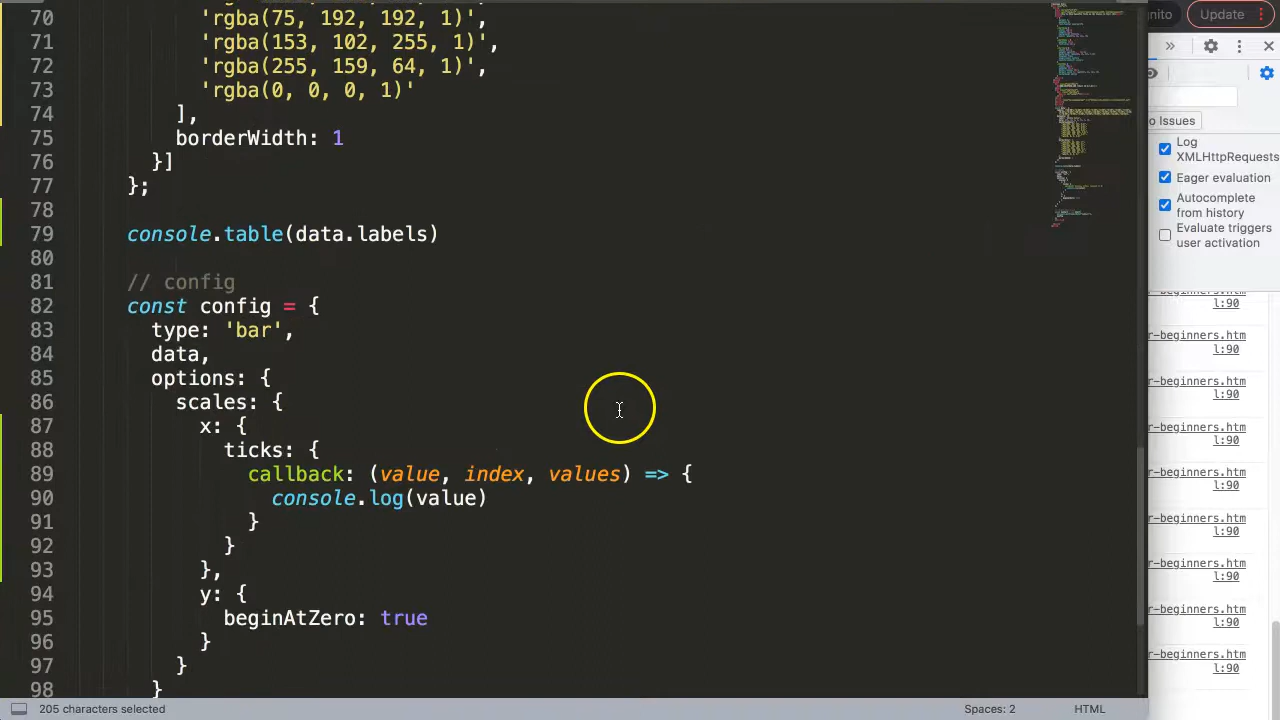 70 'rgba(75, 192, 192, 1)',
71 'rgba(153, 102, 255, 1)',
72 'rgba(255, 159, 64, 1)',
73 'rgba(0, 0, 0, 1)'
74 ],
75 borderWidth: 1
76 }]
77 };
78
79 console.table(data.labels)
80
81 // config
82 const config = {
83 type: 'bar',
84 data,
85 options: {
86 scales: {
87 x: {
88 ticks: {
89 callback: (value, index, values) => {
90 console.log(value)
91 }
92 }
93 },
94 y: {
95 beginAtZero: true
96 }
97 }
98 }
205 characters selected
Spaces: 2
HTML
Update
Issues
Log
XMLHttpRequests
Eager evaluation
Autocomplete
from history
Evaluate triggers
user activation
l:90
r-beginners.htm
l:90
r-beginners.htm
l:90
r-beginners.htm
l:90
r-beginners.htm
l:90
r-beginners.htm
l:90
r-beginners.htm
l:90
r-beginners.htm
l:90
r-beginners.htm
l:90